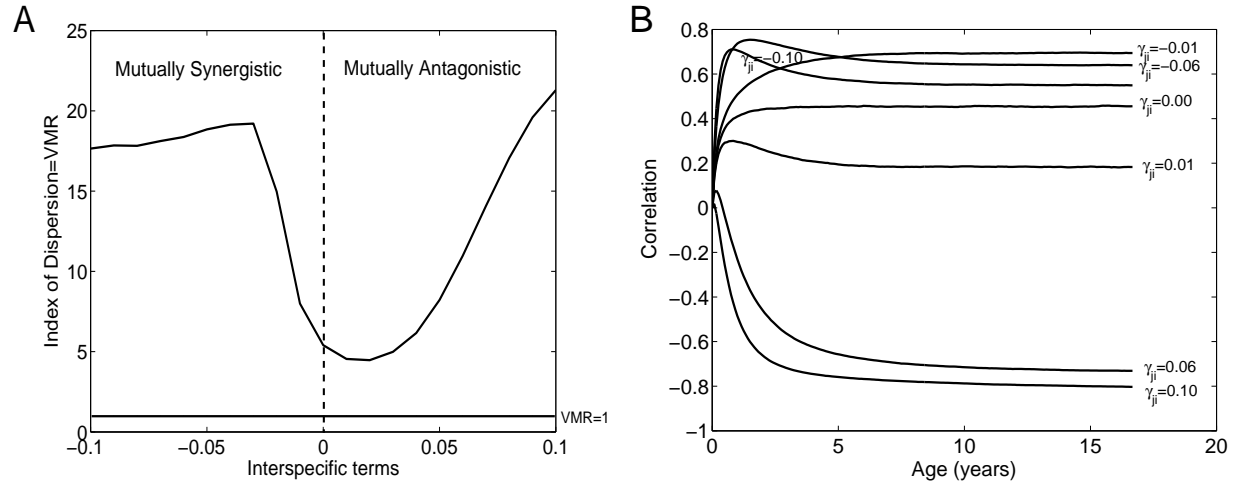 A
25
20
15
10
5
0
Index of Dispersion=VMR
Mutually Synergistic
Mutually Antagonistic
VMR=1
−0.1
−0.05
0
0.05
0.1
Interspecific terms
B
0.8
0.6
0.4
0.2
0
−0.2
−0.4
−0.6
−0.8
−1
Correlation
γji=−0.10
γji=−0.01
γji=−0.06
γji=0.00
γji=0.01
γji=0.06
γji=0.10
0
5
10
15
20
Age (years)